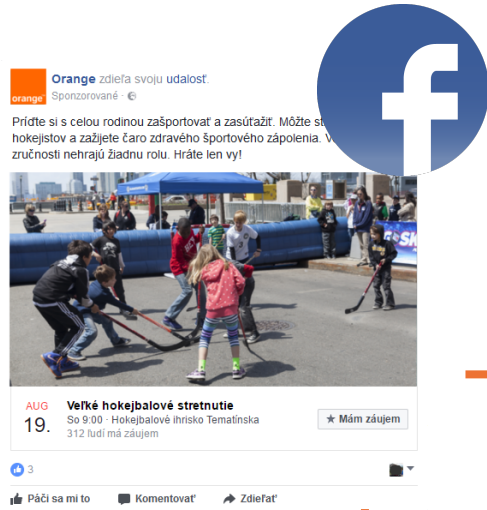 Orange zdieľa svoju udalosť.
orange
Sponzorované ·
Príďte si s celou rodinou zašportovať a zasúťažiť. Môžte
hokejistov a zažijete čaro zdravého športového zápolenia.
zručnosti nehrajú žiadnu rolu. Hráte len vy!
AUG
19.
Veľké hokejbalové stretnutie
So 9:00 · Hokejbalové ihrisko Tematínska
312 ľudí má záujem
★ Mám záujem
3
Páči sa mi to Komentovať Zdieľať